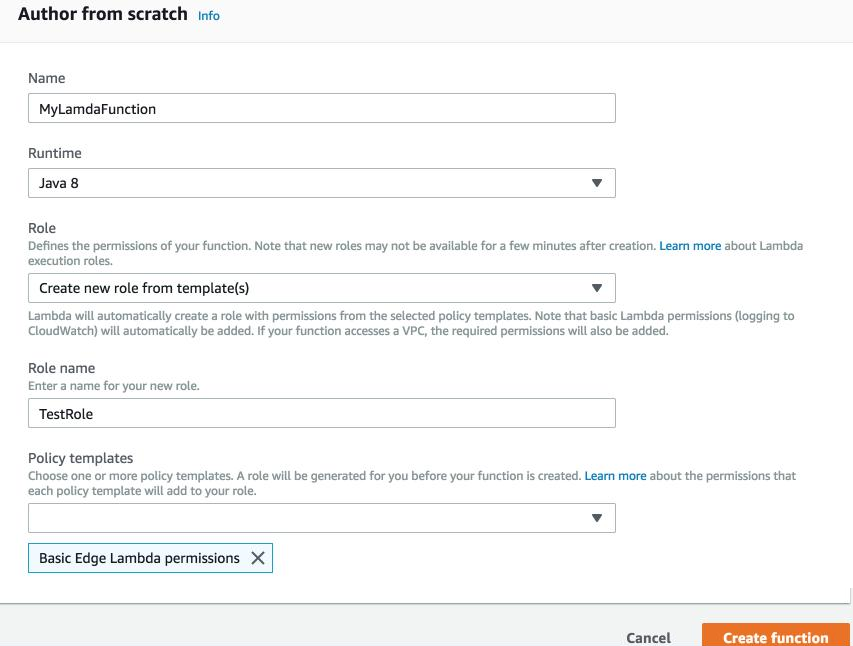 Author from scratch Info
Name
MyLamdaFunction
Runtime
Java 8
Role
Defines the permissions of your function. Note that new roles may not be available for a few minutes after creation. Learn more about Lambda
execution roles.
Create new role from template(s)
Lambda will automatically create a role with permissions from the selected policy templates. Note that basic Lambda permissions (logging to
CloudWatch) will automatically be added. If your function accesses a VPC, the required permissions will also be added.
Role name
Enter a name for your new role.
TestRole
Policy templates
Choose one or more policy templates. A role will be generated for you before your function is created. Learn more about the permissions that
each policy template will add to your role.
Basic Edge Lambda permissions
Cancel Create function